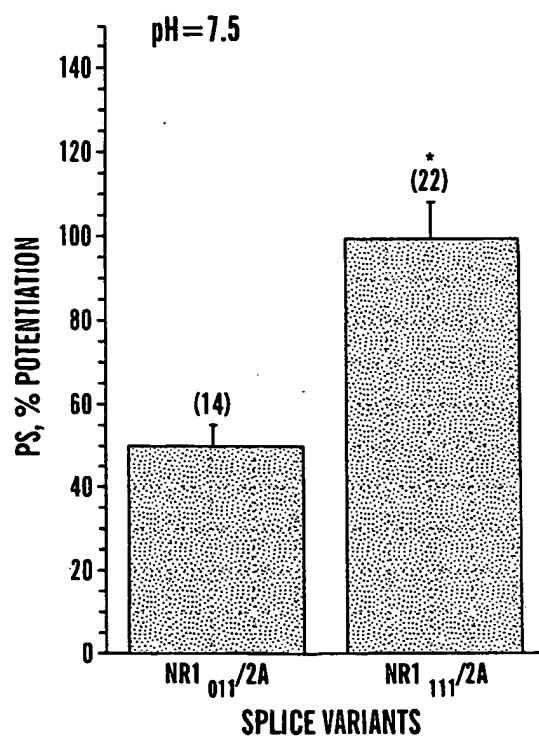 pH=7.5
PS, % POTENTIATION
140
120
100
80
60
40
20
0
(14)
*
(22)
NR1 011/2A
NR1 111/2A
SPLICE VARIANTS